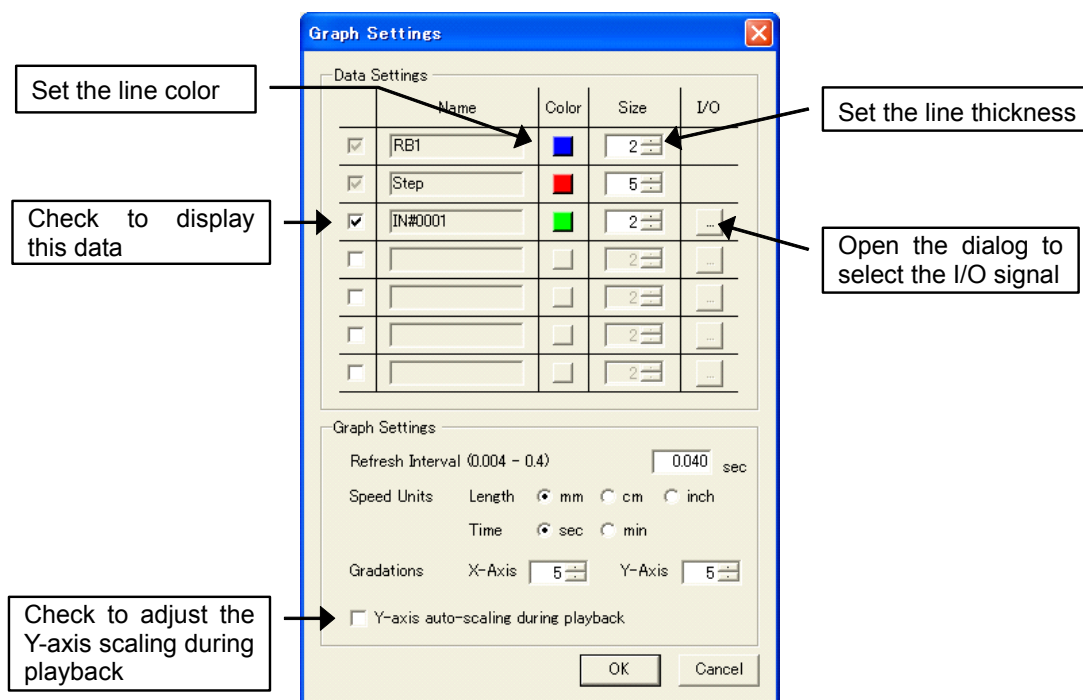 Graph Settings
Data Settings
Set the line color
Name Color Size I/O
Set the line thickness
RB1 2
Step 5
Check to display
this data
IN#0001 2 ...
Open the dialog to
select the I/O signal
2 ...
2 ...
2 ...
2 ...
Graph Settings
Refresh Interval (0.004 - 0.4) 0.040 sec
Speed Units Length mm cm inch
Time sec min
Gradations X-Axis 5 Y-Axis 5
Check to adjust the
Y-axis scaling during
playback
Y-axis auto-scaling during playback
OK Cancel